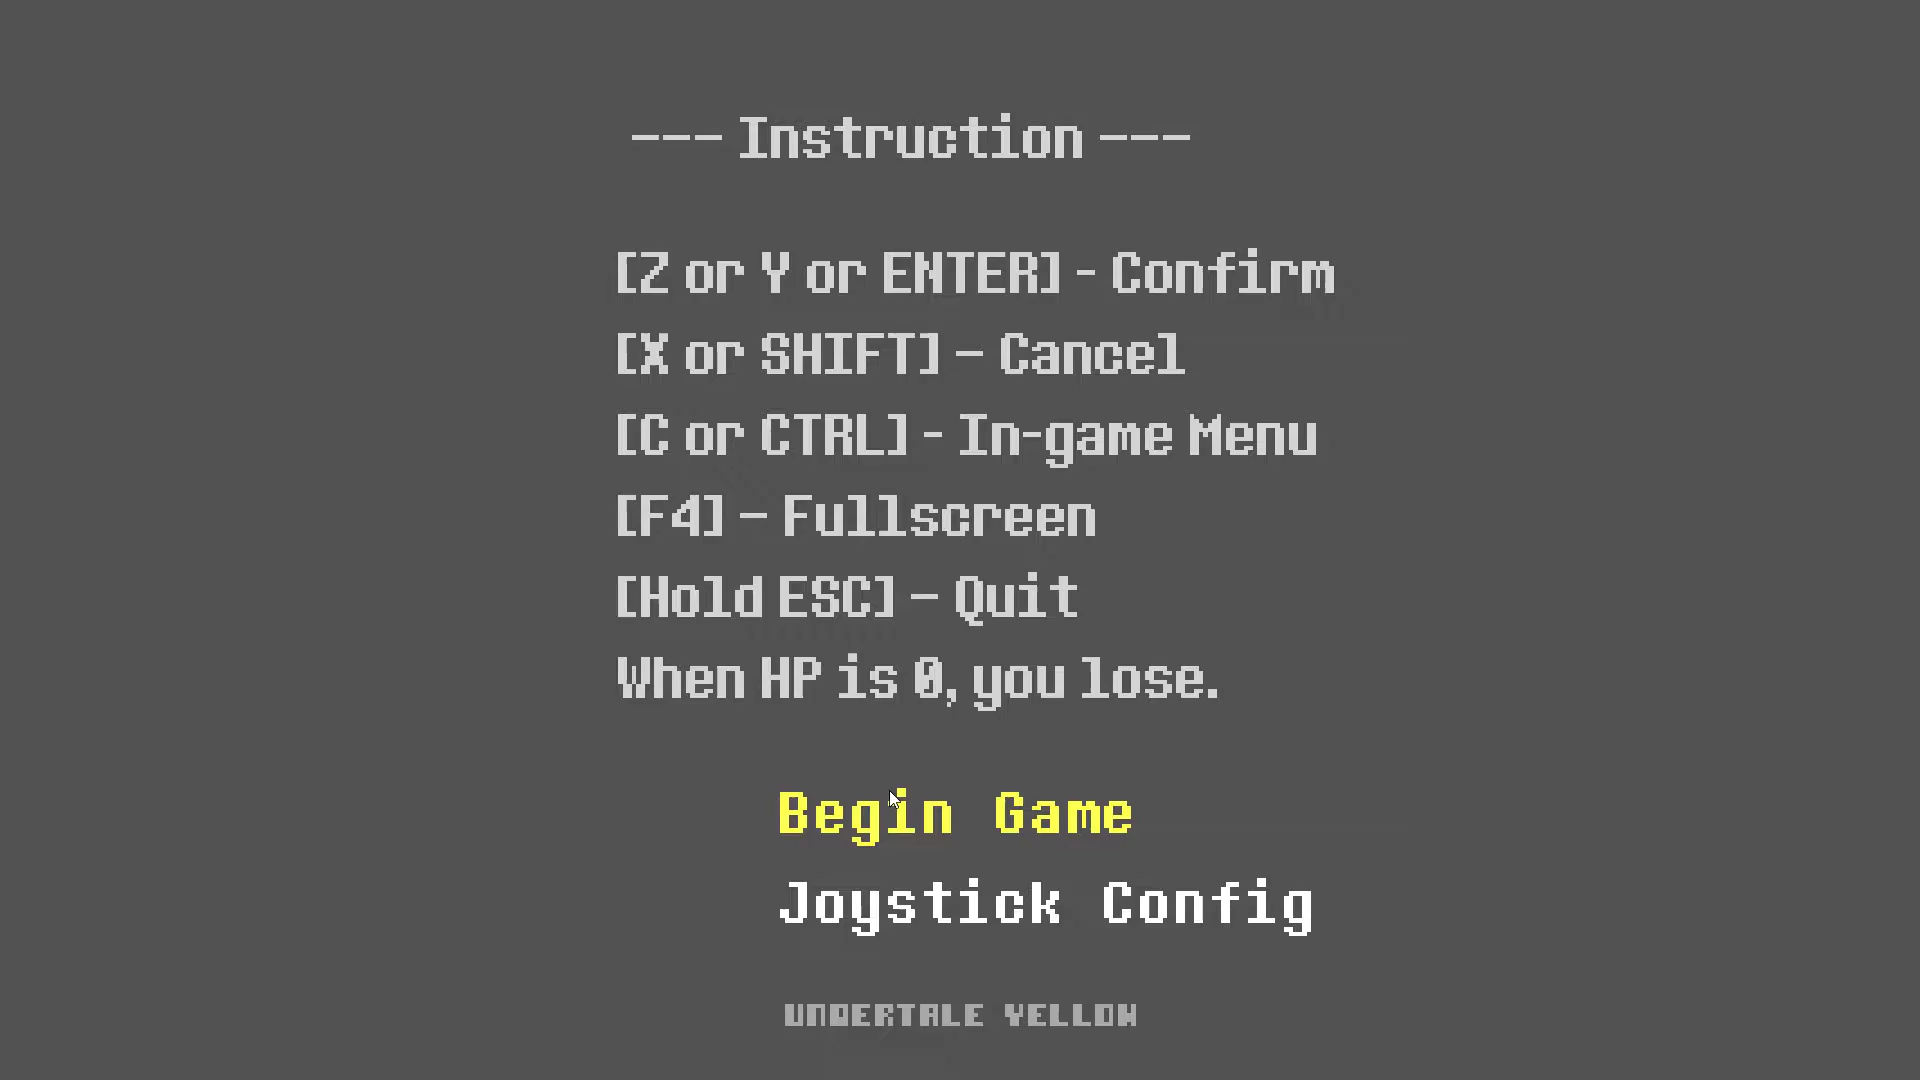 --- Instruction ---
[Z or Y or ENTER] - Confirm
[X or SHIFT] - Cancel
[C or CTRL] - In-game Menu
[F4] - Fullscreen
[Hold ESC] - Quit
When HP is 0, you lose.
Begin Game
Joystick Config
UNDERTALE YELLOW